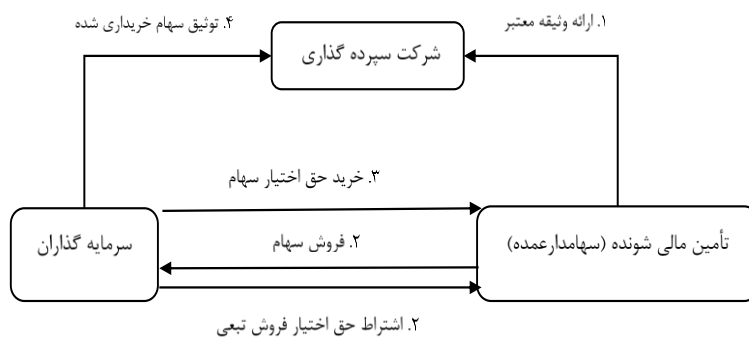 ۴. توثیق سهام خریداری شده
۱. ارائه وثیقه معتبر
شرکت سپرده گذاری
۳. خرید حق اختیار سهام
تأمین مالی شونده (سهامدارعمده)
۲. فروش سهام
سرمایه گذاران
۲. اشتراط حق اختیار فروش تبعی